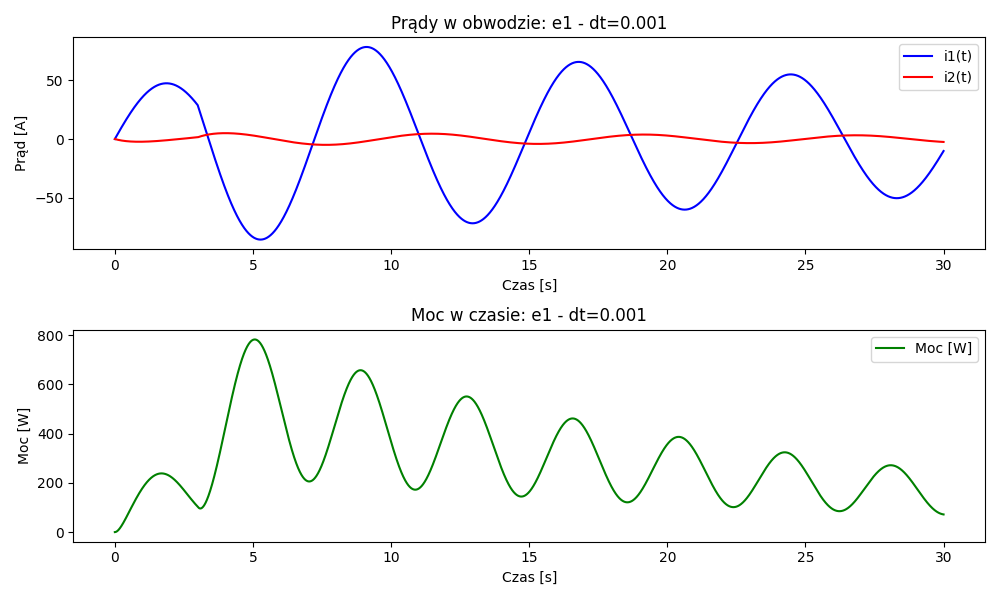 Prądy w obwodzie: e1 - dt=0.001
Prąd [A]
50
0
−50
i1(t)
i2(t)
0 5 10 15 20 25 30
Czas [s]
Moc w czasie: e1 - dt=0.001
Moc [W]
800
600
400
200
0
Moc [W]
0 5 10 15 20 25 30
Czas [s]